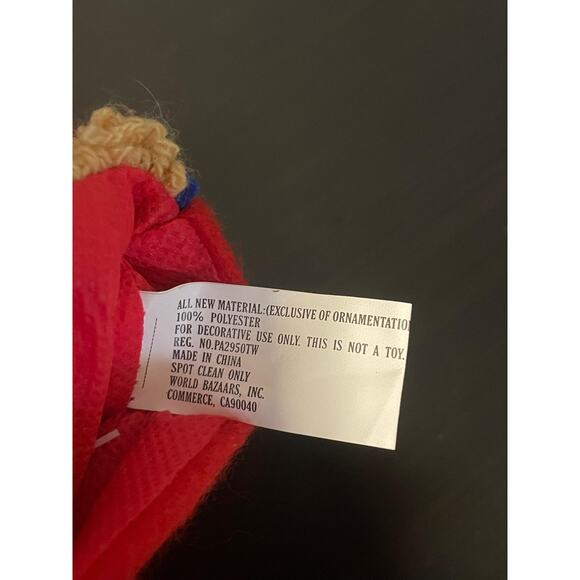 ALL NEW MATERIAL:(EXCLUSIVE OF ORNAMENTATIO
100% POLYESTER
FOR DECORATIVE USE ONLY. THIS IS NOT A TOY.
REG. NO.PA2950TW
MADE IN CHINA
SPOT CLEAN ONLY
WORLD BAZAARS, INC.
COMMERCE, CA90040